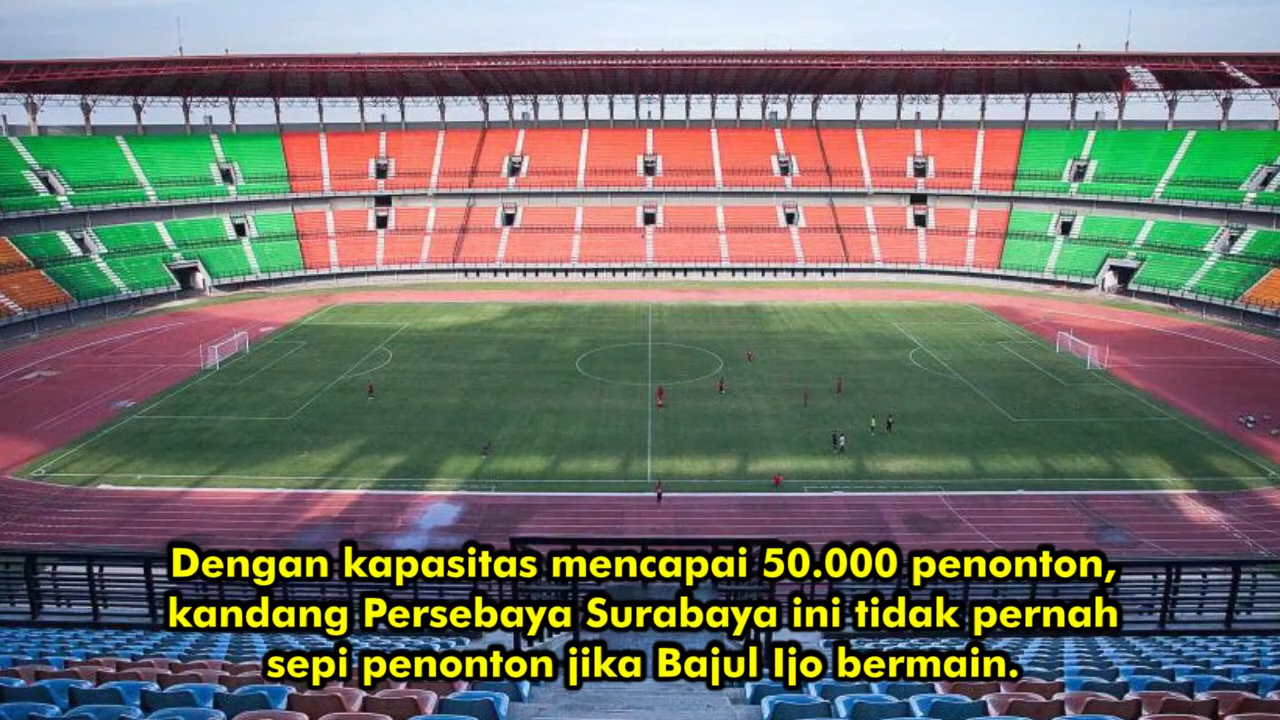 Dengan kapasitas mencapai 50.000 penonton,
kandang Persebaya Surabaya ini tidak pernah
sepi penonton jika Bajul Ijo bermain.